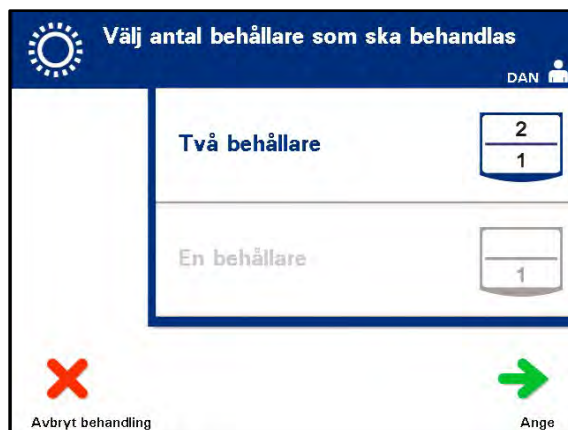 Välj antal behållare som ska behandlas
DAN
Två behållare
2
1
En behållare
1
Avbryt behandling
Ange